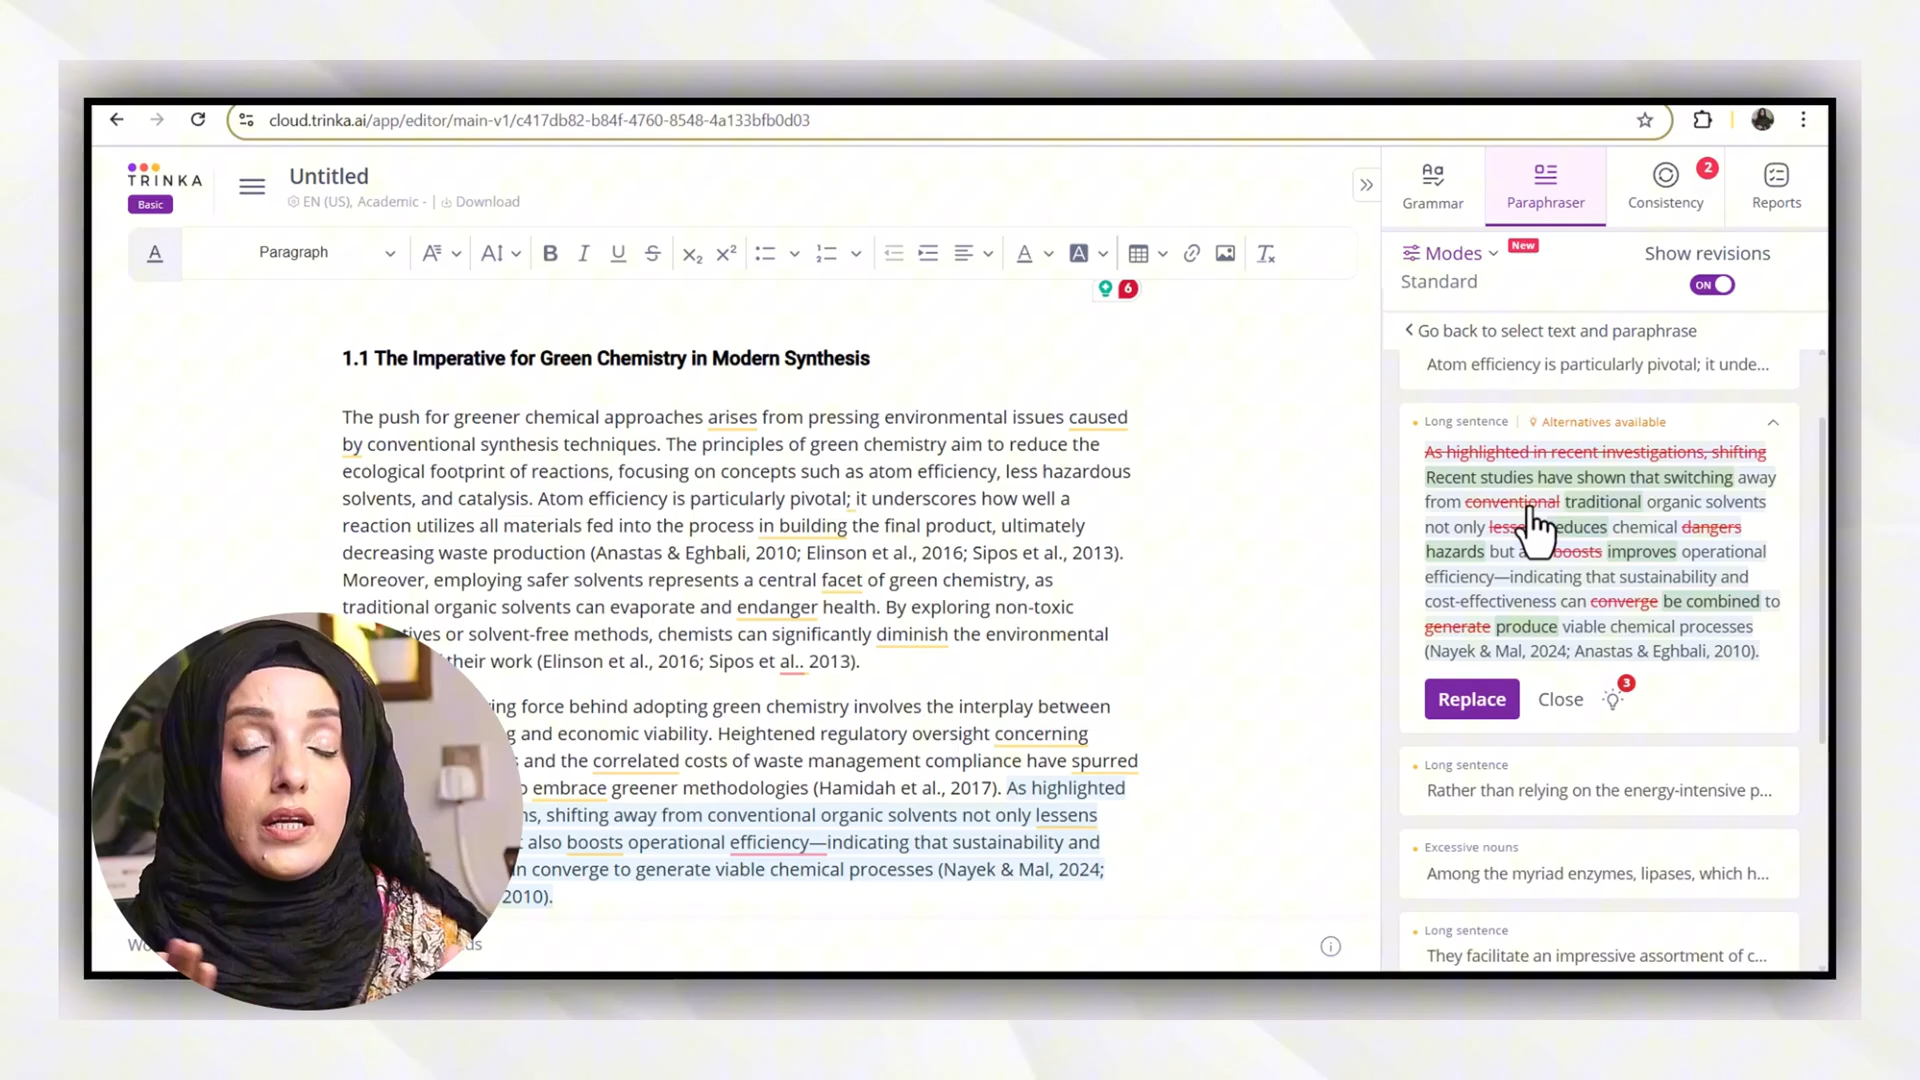 cloud.trinka.ai/app/editor/main-v1/c417db82-b84f-4760-8548-4a133bfb0d03
TRINKA
Basic
Untitled
EN (US), Academic - | Download
Paragraph
6
1.1 The Imperative for Green Chemistry in Modern Synthesis
The push for greener chemical approaches arises from pressing environmental issues caused
by conventional synthesis techniques. The principles of green chemistry aim to reduce the
ecological footprint of reactions, focusing on concepts such as atom efficiency, less hazardous
solvents, and catalysis. Atom efficiency is particularly pivotal; it underscores how well a
reaction utilizes all materials fed into the process in building the final product, ultimately
decreasing waste production (Anastas & Eghbali, 2010; Elinson et al., 2016; Sipos et al., 2013).
Moreover, employing safer solvents represents a central facet of green chemistry, as
traditional organic solvents can evaporate and endanger health. By exploring non-toxic
tives or solvent-free methods, chemists can significantly diminish the environmental
their work (Elinson et al., 2016; Sipos et al.. 2013).
ing force behind adopting green chemistry involves the interplay between
g and economic viability. Heightened regulatory oversight concerning
s and the correlated costs of waste management compliance have spurred
o embrace greener methodologies (Hamidah et al., 2017). As highlighted
ns, shifting away from conventional organic solvents not only lessens
t also boosts operational efficiency—indicating that sustainability and
n converge to generate viable chemical processes (Nayek & Mal, 2024;
2010).
Wo
ds
Grammar
Paraphraser
Consistency
2
Reports
Modes
New
Show revisions
Standard
ON
Go back to select text and paraphrase
Atom efficiency is particularly pivotal; it unde...
Long sentence | Alternatives available
As highlighted in recent investigations, shifting
Recent studies have shown that switching away
from conventional traditional organic solvents
not only lesse educes chemical dangers
hazards but a boosts improves operational
efficiency—indicating that sustainability and
cost-effectiveness can converge be combined to
generate produce viable chemical processes
(Nayek & Mal, 2024; Anastas & Eghbali, 2010).
Replace
Close
3
Long sentence
Rather than relying on the energy-intensive p...
Excessive nouns
Among the myriad enzymes, lipases, which h...
Long sentence
They facilitate an impressive assortment of c...